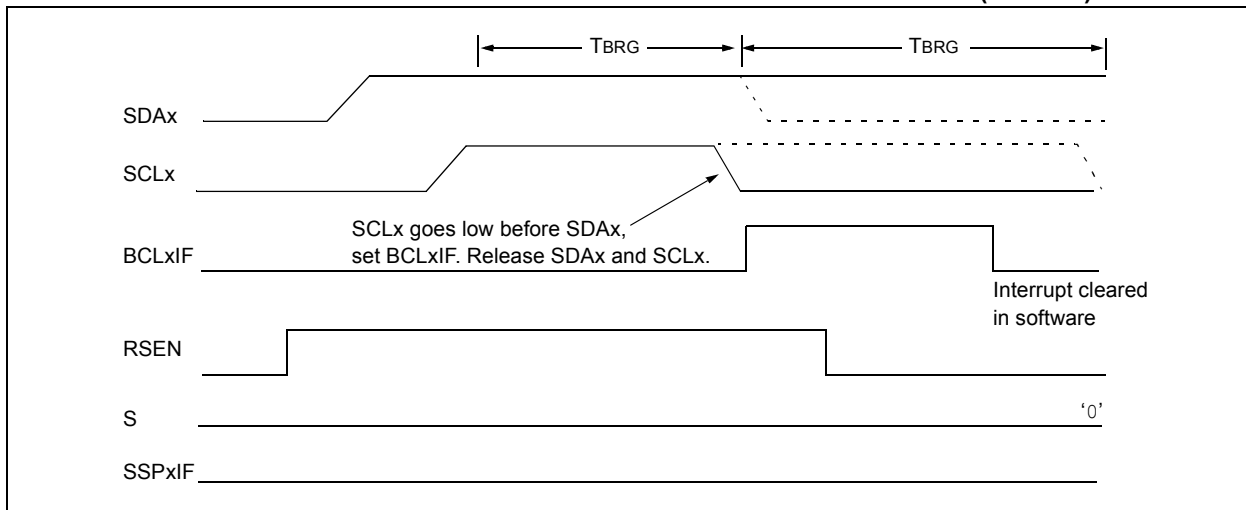 TBRG TBRG
SDAx
SCLx
SCLx goes low before SDAx,
set BCLxIF. Release SDAx and SCLx.
BCLxIF
Interrupt cleared
in software
RSEN
S
‘0’
SSPxIF